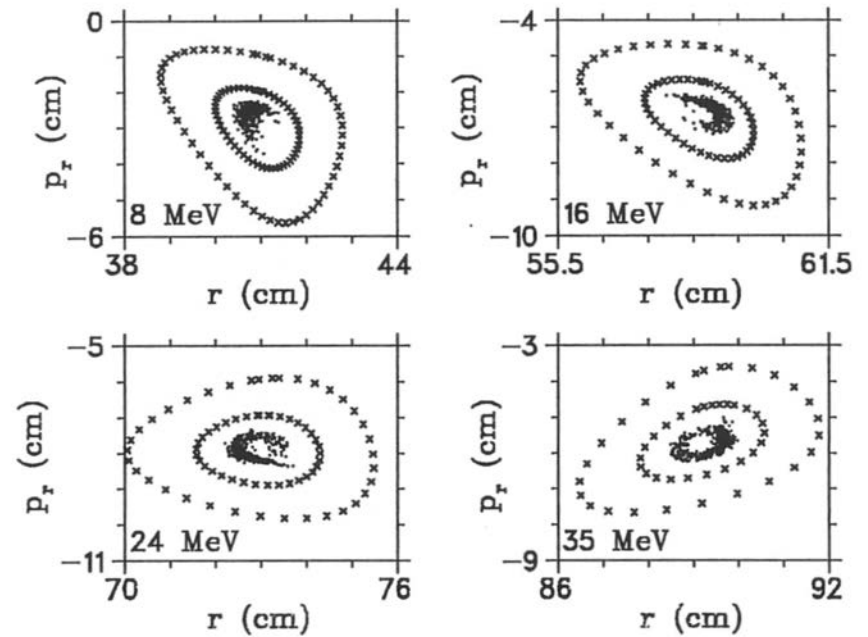 0
p_r (cm)
8 MeV
-6
38
44
r (cm)
-4
p_r (cm)
16 MeV
-10
55.5
61.5
r (cm)
-5
p_r (cm)
24 MeV
-11
70
76
r (cm)
-3
p_r (cm)
35 MeV
-9
86
92
r (cm)